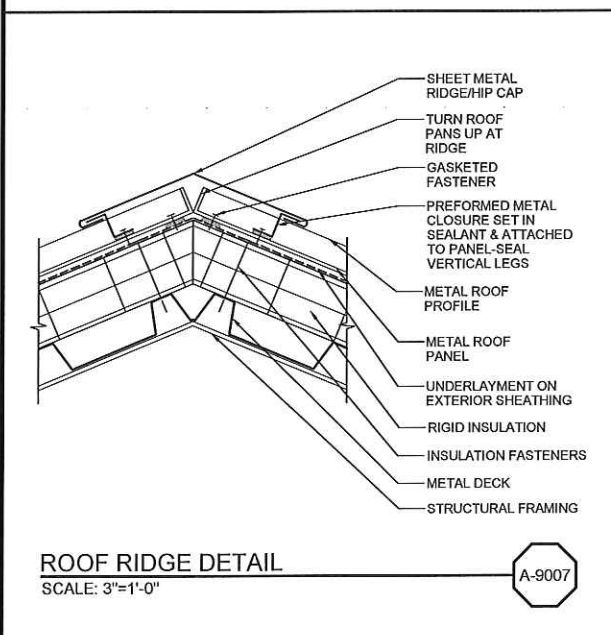 SHEET METAL
RIDGE/HIP CAP
TURN ROOF
PANS UP AT
RIDGE
GASKETED
FASTENER
PREFORMED METAL
CLOSURE SET IN
SEALANT & ATTACHED
TO PANEL-SEAL
VERTICAL LEGS
METAL ROOF
PROFILE
METAL ROOF
PANEL
UNDERLAYMENT ON
EXTERIOR SHEATHING
RIGID INSULATION
INSULATION FASTENERS
METAL DECK
STRUCTURAL FRAMING
ROOF RIDGE DETAIL
SCALE: 3"=1'-0"
A-9007